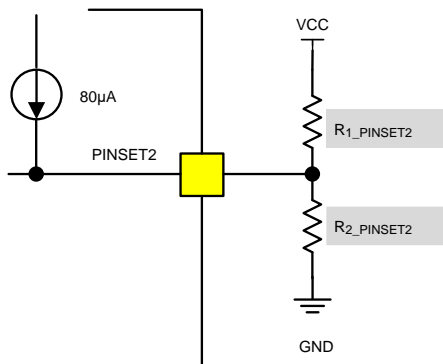 VCC
80µA
R1_PINSET2
PINSET2
R2_PINSET2
GND